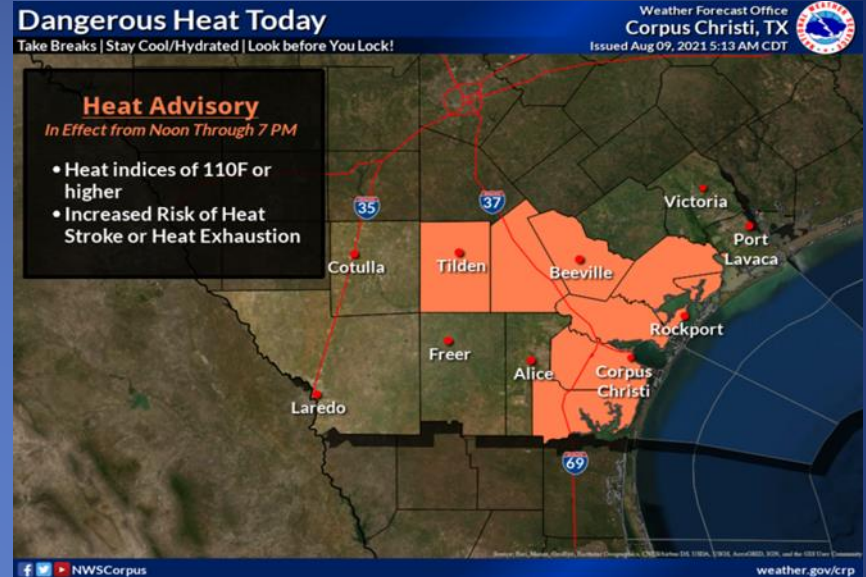 Dangerous Heat Today
Take Breaks | Stay Cool/Hydrated | Look before You Lock!
Weather Forecast Office
Corpus Christi, TX
Issued Aug 09, 2021 5:13 AM CDT
Heat Advisory
In Effect from Noon Through 7 PM
• Heat indices of 110F or
higher
• Increased Risk of Heat
Stroke or Heat Exhaustion
35
37
Victoria
Port
Lavaca
Cotulla
Tilden
Beeville
Rockport
Freer
Alice
Corpus
Christi
Laredo
69
NWSCorpus
weather.gov/crp